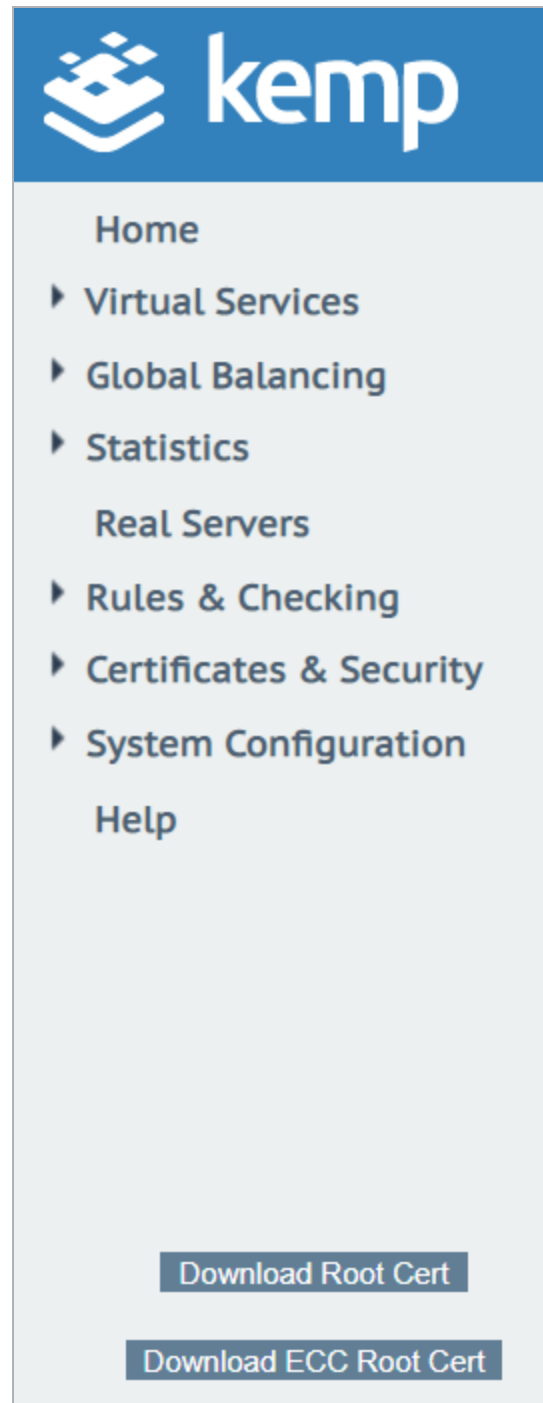 kemp
Home
Virtual Services
Global Balancing
Statistics
Real Servers
Rules & Checking
Certificates & Security
System Configuration
Help
Download Root Cert
Download ECC Root Cert